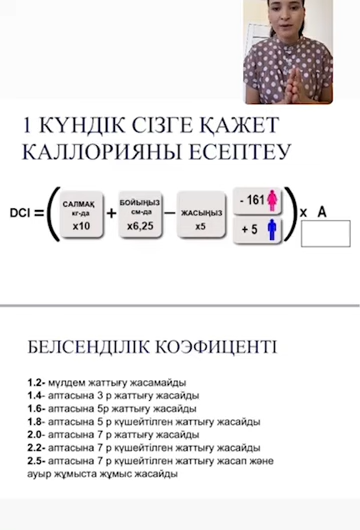 1 КҮНДІК СІЗГЕ ҚАЖЕТ
КАЛЛОРИЯНЫ ЕСЕПТЕУ
DCI = ( САЛМАҚ кг-да х10 + БОЙЫҢЫЗ см-да х6,25 – ЖАСЫҢЫЗ х5 - 161 + 5 ) х А
БЕЛСЕНДІЛІК КОЭФИЦЕНТІ
1.2- мүлдем жаттығу жасамайды
1.4- аптасына 3 р жаттығу жасайды
1.6- аптасына 5р жаттығу жасайды
1.8- аптасына 5 р күшейтілген жаттығу жасайды
2.0- аптасына 7 р жаттығу жасайды
2.2- аптасына 7 р күшейтілген жаттығу жасайды
2.5- аптасына 7 р күшейтілген жаттығу жасап және
ауыр жұмыста жұмыс жасайды